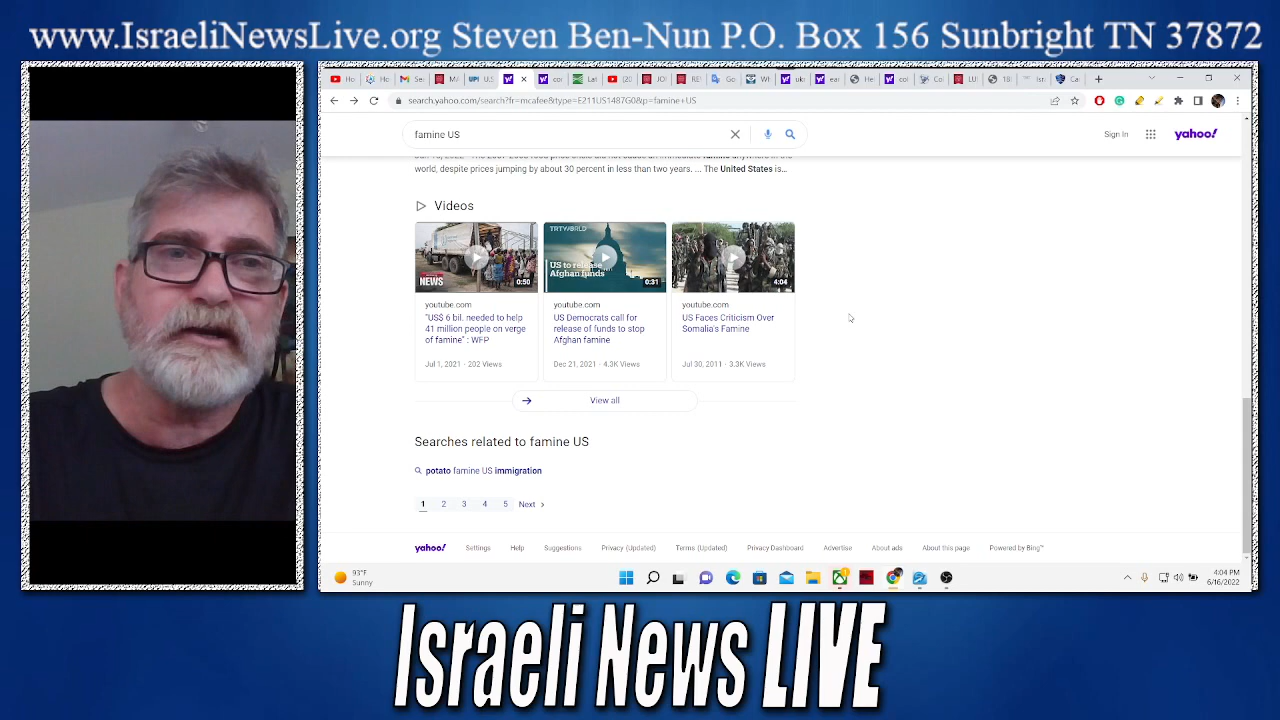 www.IsraeliNewsLive.org Steven Ben-Nun P.O. Box 156 Sunbright TN 37872
search.yahoo.com/search?fr=mcafee&type=E211US1487G0&p=famine+US
famine US
Sign In
yahoo!
world, despite prices jumping by about 30 percent in less than two years. ... The United States is...
Videos
NEWS
0:50
TRTWORLD
US to release
Afghan funds
0:31
4:04
youtube.com
"US$ 6 bil. needed to help
41 million people on verge
of famine" : WFP
Jul 1, 2021 · 202 Views
youtube.com
US Democrats call for
release of funds to stop
Afghan famine
Dec 21, 2021 · 4.3K Views
youtube.com
US Faces Criticism Over
Somalia's Famine
Jul 30, 2011 · 3.3K Views
View all
Searches related to famine US
potato famine US immigration
1 2 3 4 5 Next >
yahoo! Settings Help Suggestions Privacy (Updated) Terms (Updated) Privacy Dashboard Advertise About ads About this page Powered by Bing™
93°F
Sunny
4:04 PM
6/16/2022
Israeli News LIVE